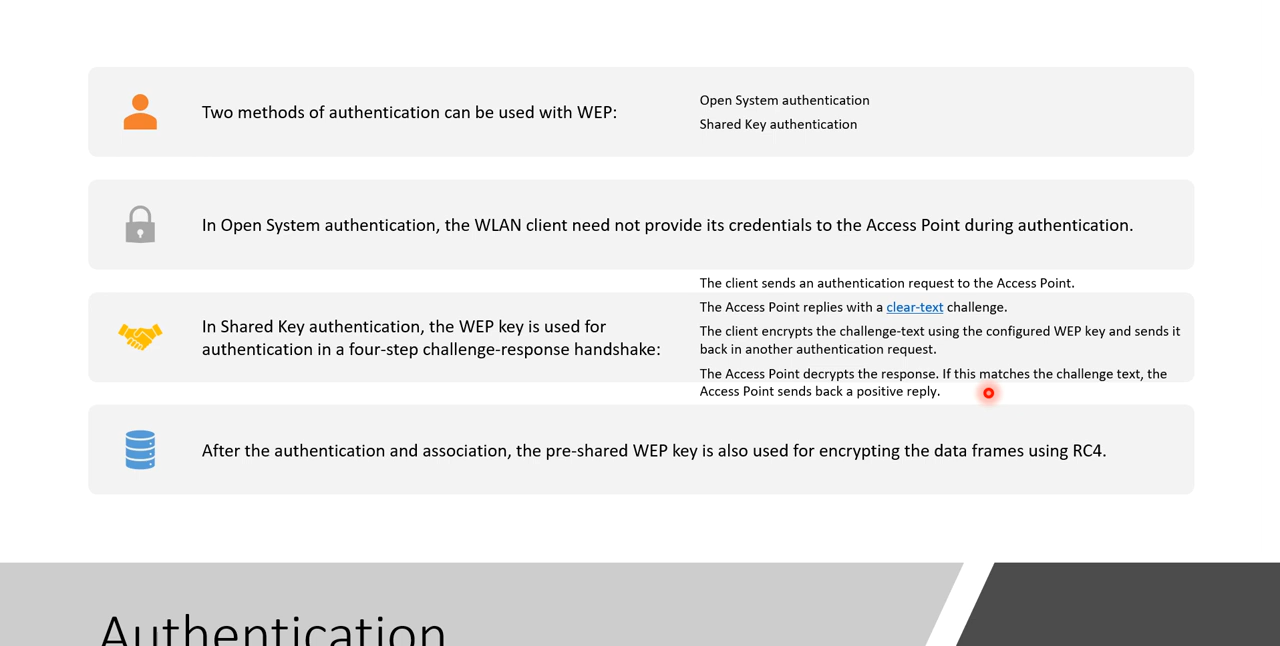 Two methods of authentication can be used with WEP:
Open System authentication
Shared Key authentication
In Open System authentication, the WLAN client need not provide its credentials to the Access Point during authentication.
In Shared Key authentication, the WEP key is used for
authentication in a four-step challenge-response handshake:
The client sends an authentication request to the Access Point.
The Access Point replies with a clear-text challenge.
The client encrypts the challenge-text using the configured WEP key and sends it
back in another authentication request.
The Access Point decrypts the response. If this matches the challenge text, the
Access Point sends back a positive reply.
After the authentication and association, the pre-shared WEP key is also used for encrypting the data frames using RC4.
Authentication